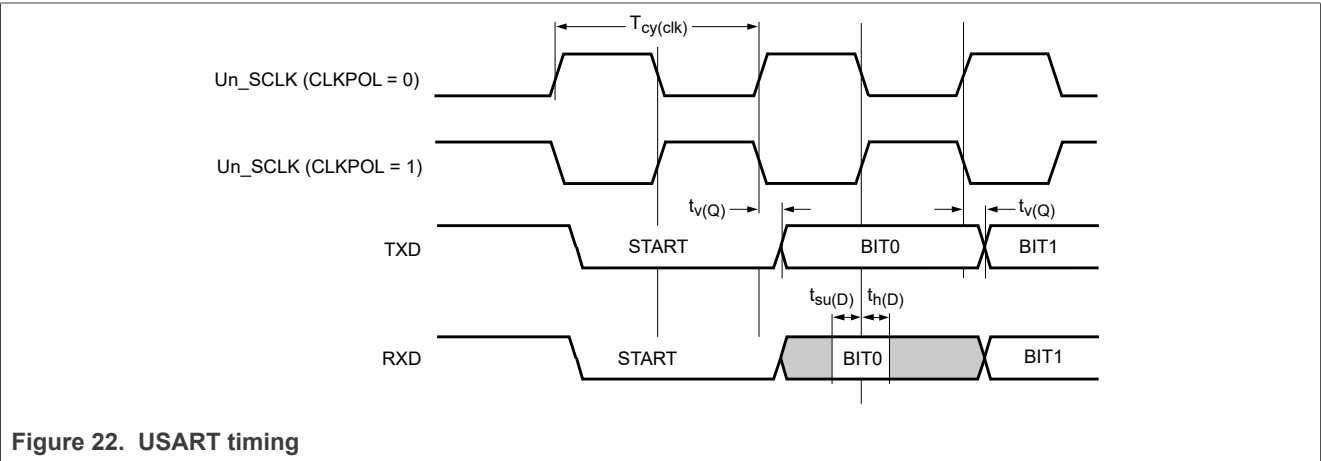 Tcy(clk)
Un_SCLK (CLKPOL = 0)
Un_SCLK (CLKPOL = 1)
tv(Q) tv(Q)
TXD START BIT0 BIT1
tsu(D) th(D)
RXD START BIT0 BIT1
Figure 22. USART timing